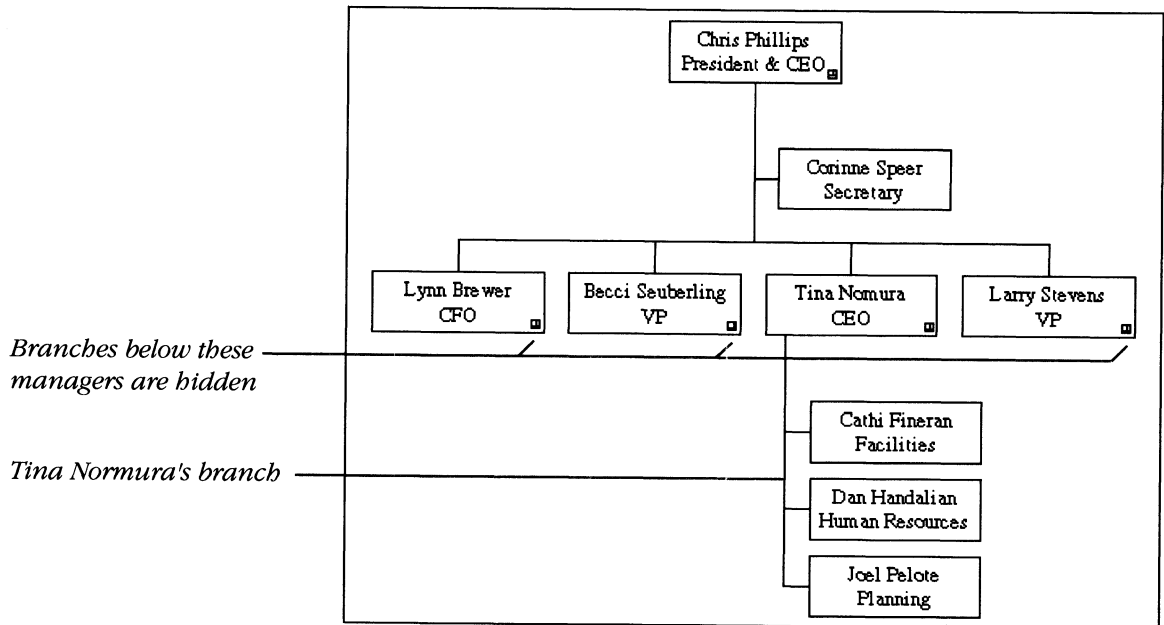 Chris Phillips
President & CEO
Corinne Speer
Secretary
Lynn Brewer
CFO
Becci Seuberling
VP
Tina Nomura
CEO
Larry Stevens
VP
Branches below these
managers are hidden
Cathi Fineran
Facilities
Tina Normura's branch
Dan Handalian
Human Resources
Joel Pelote
Planning